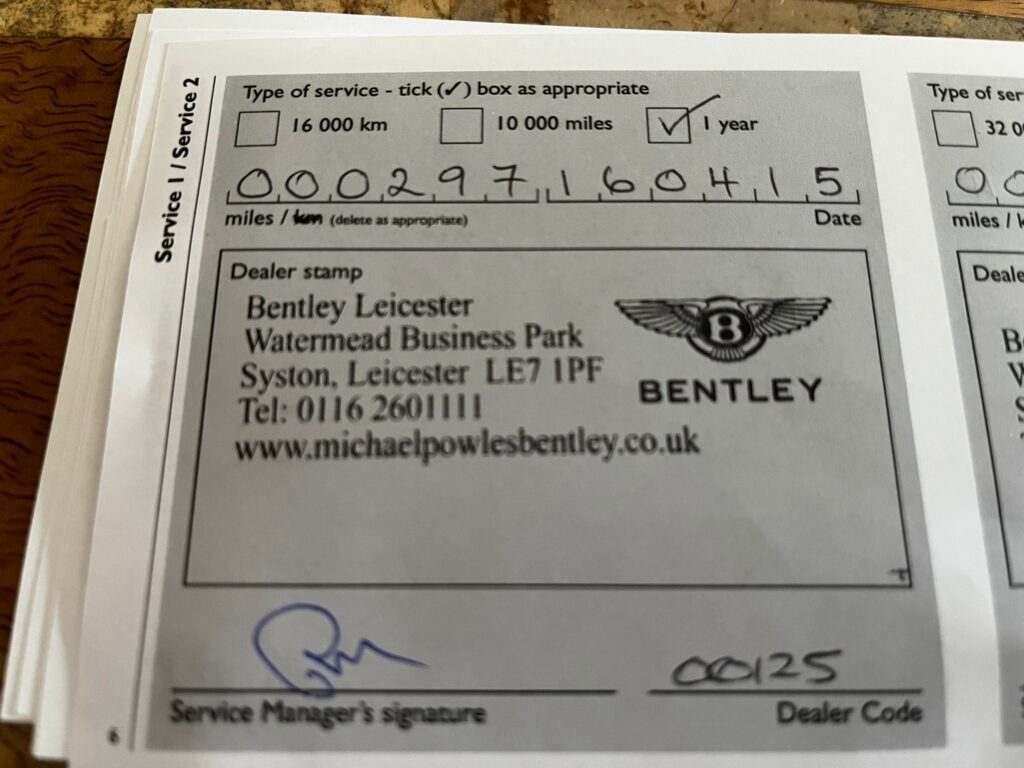 Service 1 / Service 2
Type of service - tick (✓) box as appropriate
16 000 km 10 000 miles 1 year
000297 160415
miles / km (delete as appropriate) Date
Dealer stamp
Bentley Leicester
Watermead Business Park
Syston, Leicester LE7 1PF
Tel: 0116 2601111
www.michaelpowlesbentley.co.uk
B
BENTLEY
00125
Service Manager's signature Dealer Code
6
Type of ser
32 0
0 0
miles / k
Deale
B
W
S